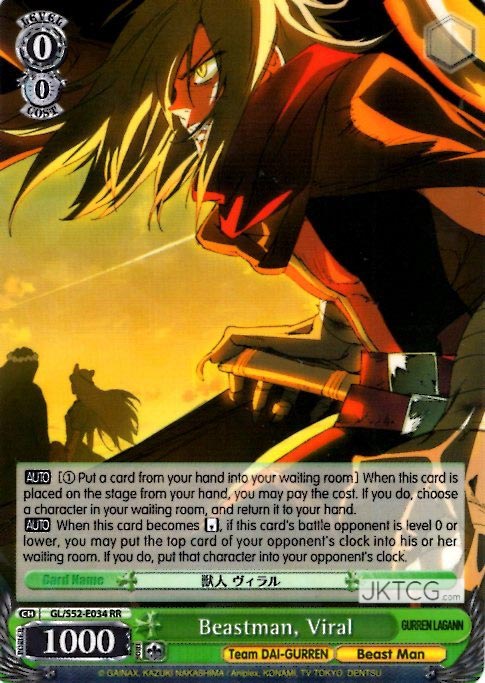 LEVEL
0
0
COST
AUTO [① Put a card from your hand into your waiting room] When this card is
placed on the stage from your hand, you may pay the cost. If you do, choose
a character in your waiting room, and return it to your hand.
AUTO When this card becomes , if this card's battle opponent is level 0 or
lower, you may put the top card of your opponent's clock into his or her
waiting room. If you do, put that character into your opponent's clock.
Card Name 獣人 ヴィラル
JKTCG.com
CH GL/S52-E034 RR
POWER 1000 SOUL
Beastman, Viral
GURREN LAGANN
Team DAI-GURREN Beast Man
© GAINAX, KAZUKI NAKASHIMA / Aniplex, KONAMI, TV TOKYO, DENTSU